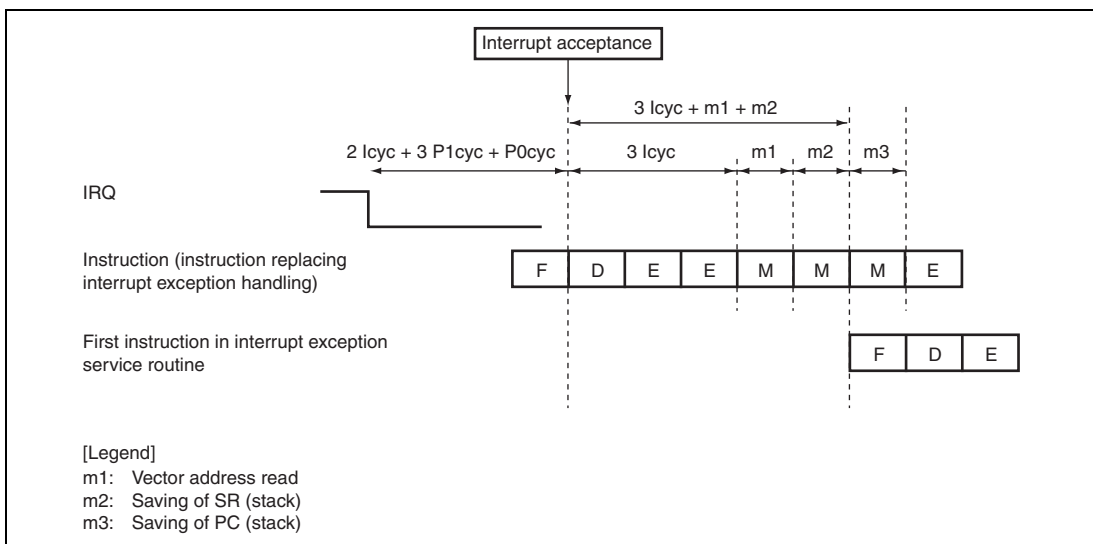 Interrupt acceptance
3 Icyc + m1 + m2
2 Icyc + 3 P1cyc + P0cyc 3 Icyc m1 m2 m3
IRQ
Instruction (instruction replacing
interrupt exception handling)
F D E E M M M E
First instruction in interrupt exception
service routine
F D E
[Legend]
m1: Vector address read
m2: Saving of SR (stack)
m3: Saving of PC (stack)